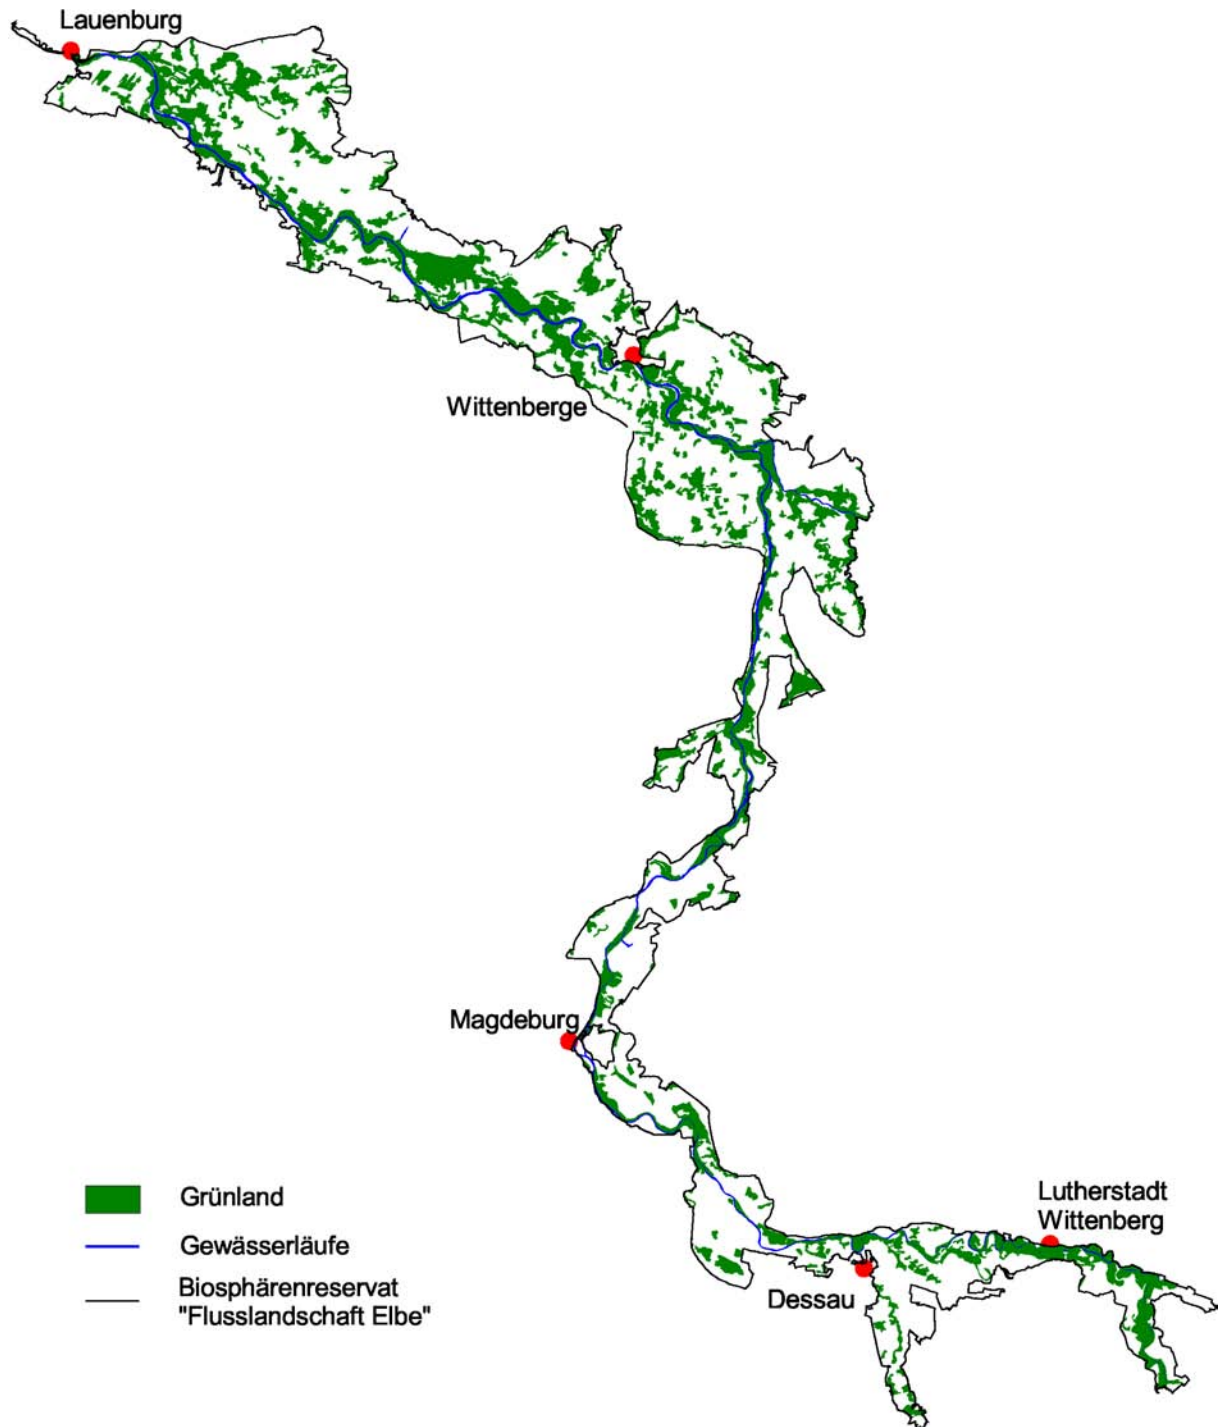 Lauenburg
Wittenberge
Magdeburg
Lutherstadt
Wittenberg
Dessau
Grünland
Gewässerläufe
Biosphärenreservat
"Flusslandschaft Elbe"